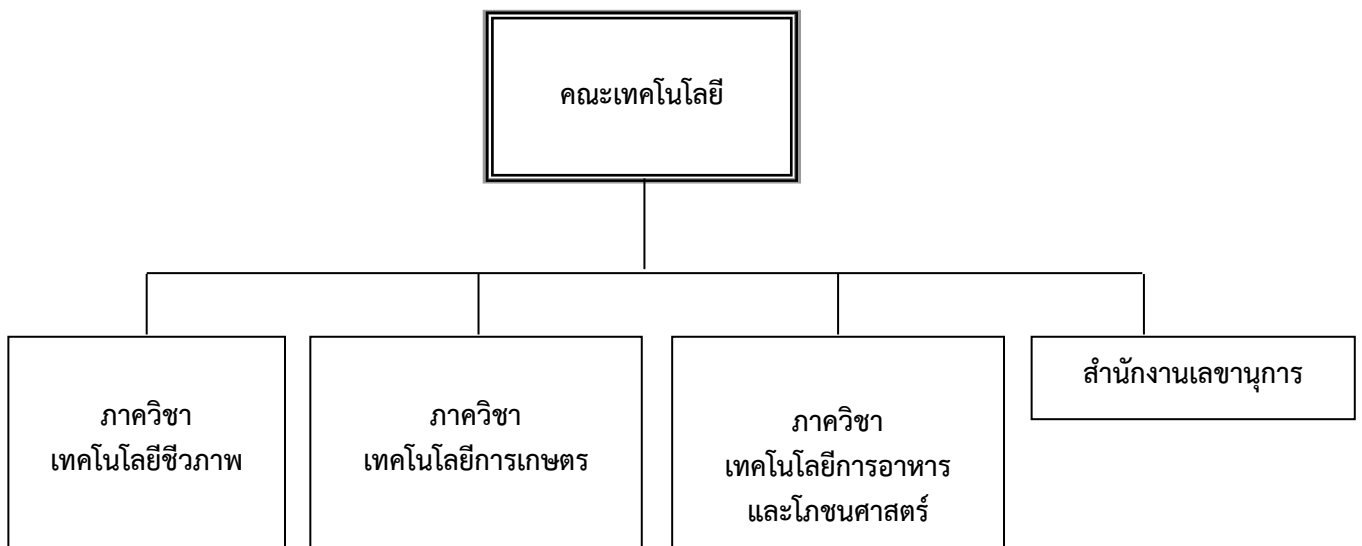 คณะเทคโนโลยี
ภาควิชา
เทคโนโลยีชีวภาพ
ภาควิชา
เทคโนโลยีการเกษตร
ภาควิชา
เทคโนโลยีการอาหาร
และโภชนศาสตร์
สำนักงานเลขานุการ